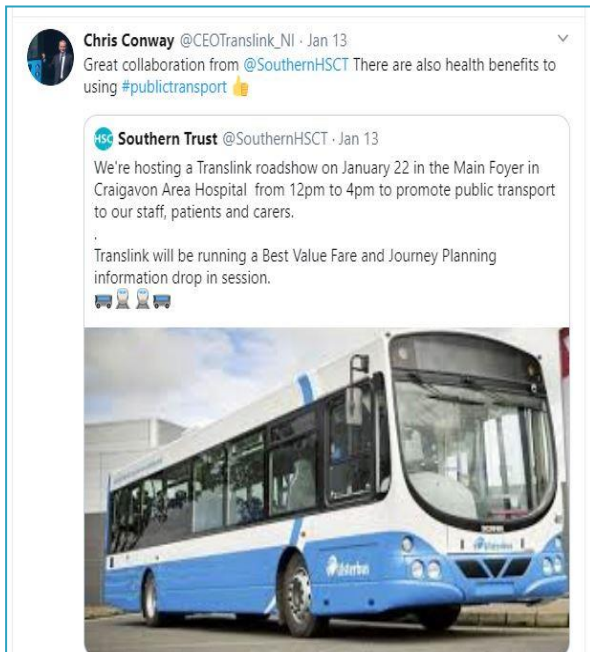 Chris Conway @CEOTranslink_NI · Jan 13
Great collaboration from @SouthernHSCT There are also health benefits to
using #publictransport 👍
HSC Southern Trust @SouthernHSCT · Jan 13
We're hosting a Translink roadshow on January 22 in the Main Foyer in
Craigavon Area Hospital from 12pm to 4pm to promote public transport
to our staff, patients and carers.
.
Translink will be running a Best Value Fare and Journey Planning
information drop in session.
🚌🚆🚆🚌
Ulsterbus
SCANIA
Ulsterbus